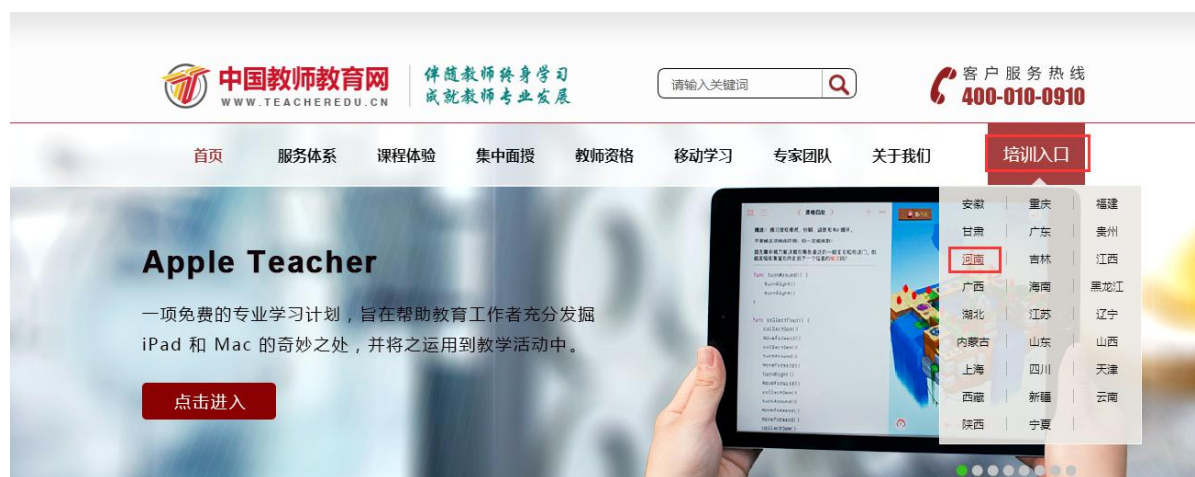 中国教师教育网
WWW.TEACHEREDU.CN
伴随教师终身学习
成就教师专业发展
请输入关键词
客户服务热线
400-010-0910
首页 服务体系 课程体验 集中面授 教师资格 移动学习 专家团队 关于我们 培训入口
安徽 重庆 福建
甘肃 广东 贵州
河南 吉林 江西
广西 海南 黑龙江
湖北 江苏 辽宁
内蒙古 山东 山西
上海 四川 天津
西藏 新疆 云南
陕西 宁夏
Apple Teacher
一项免费的专业学习计划，旨在帮助教育工作者充分发掘
iPad 和 Mac 的奇妙之处，并将之运用到教学活动中。
点击进入